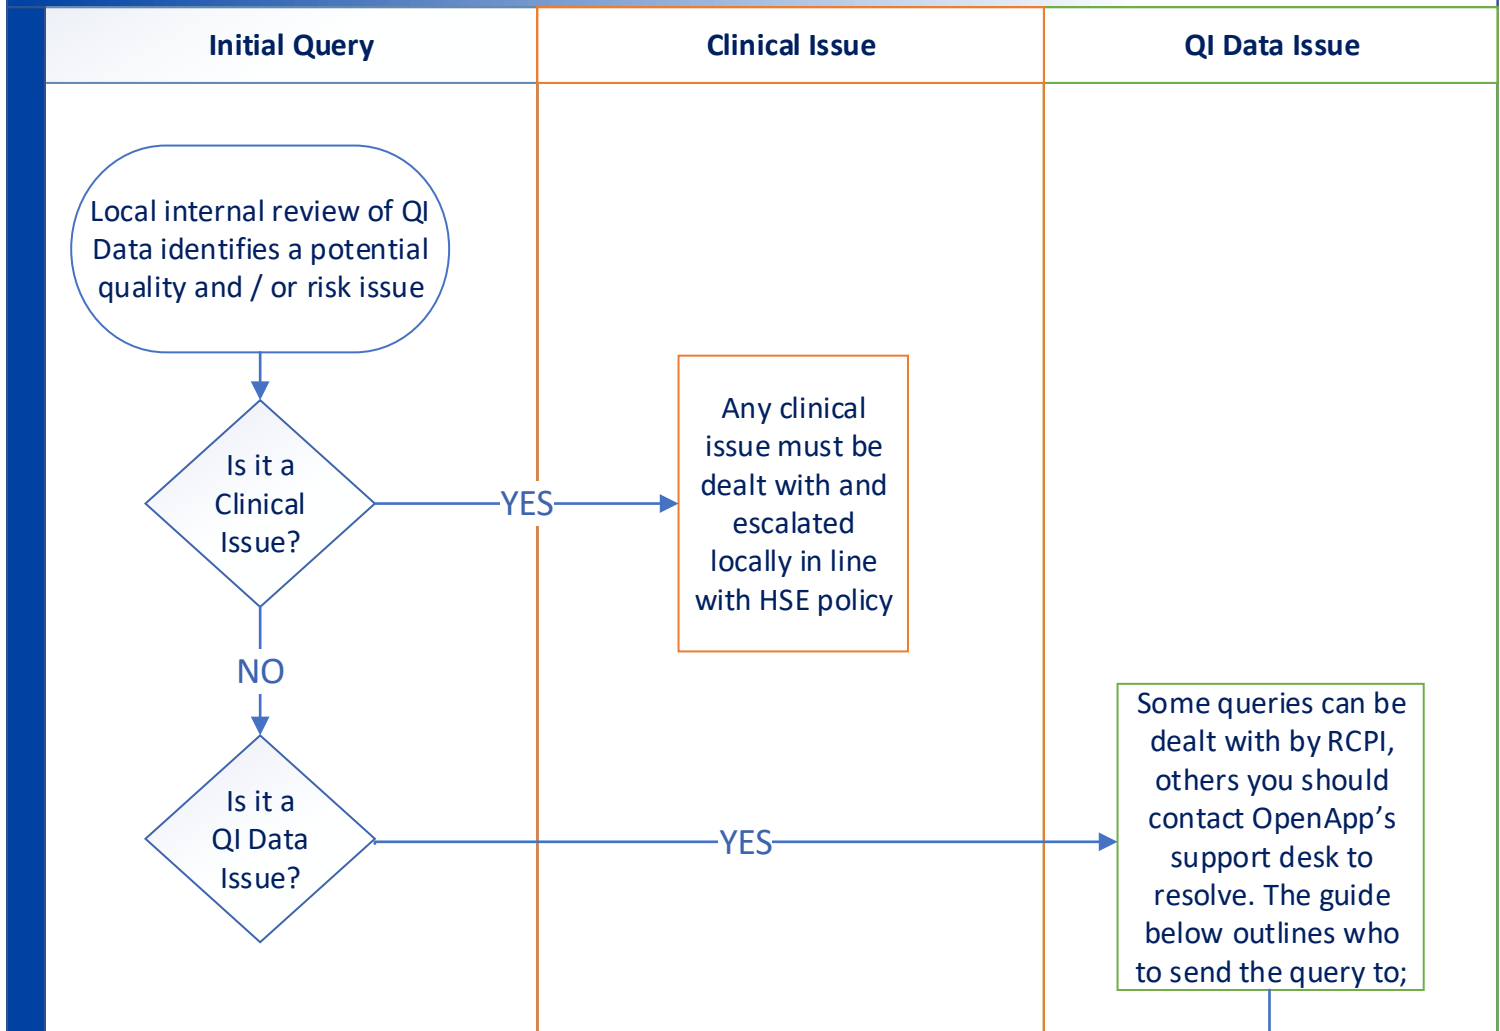 Initial Query
Clinical Issue
QI Data Issue
Local internal review of QI
Data identifies a potential
quality and / or risk issue
Is it a
Clinical
Issue?
YES
Any clinical
issue must be
dealt with and
escalated
locally in line
with HSE policy
NO
Is it a
QI Data
Issue?
YES
Some queries can be
dealt with by RCPI,
others you should
contact OpenApp’s
support desk to
resolve. The guide
below outlines who
to send the query to;